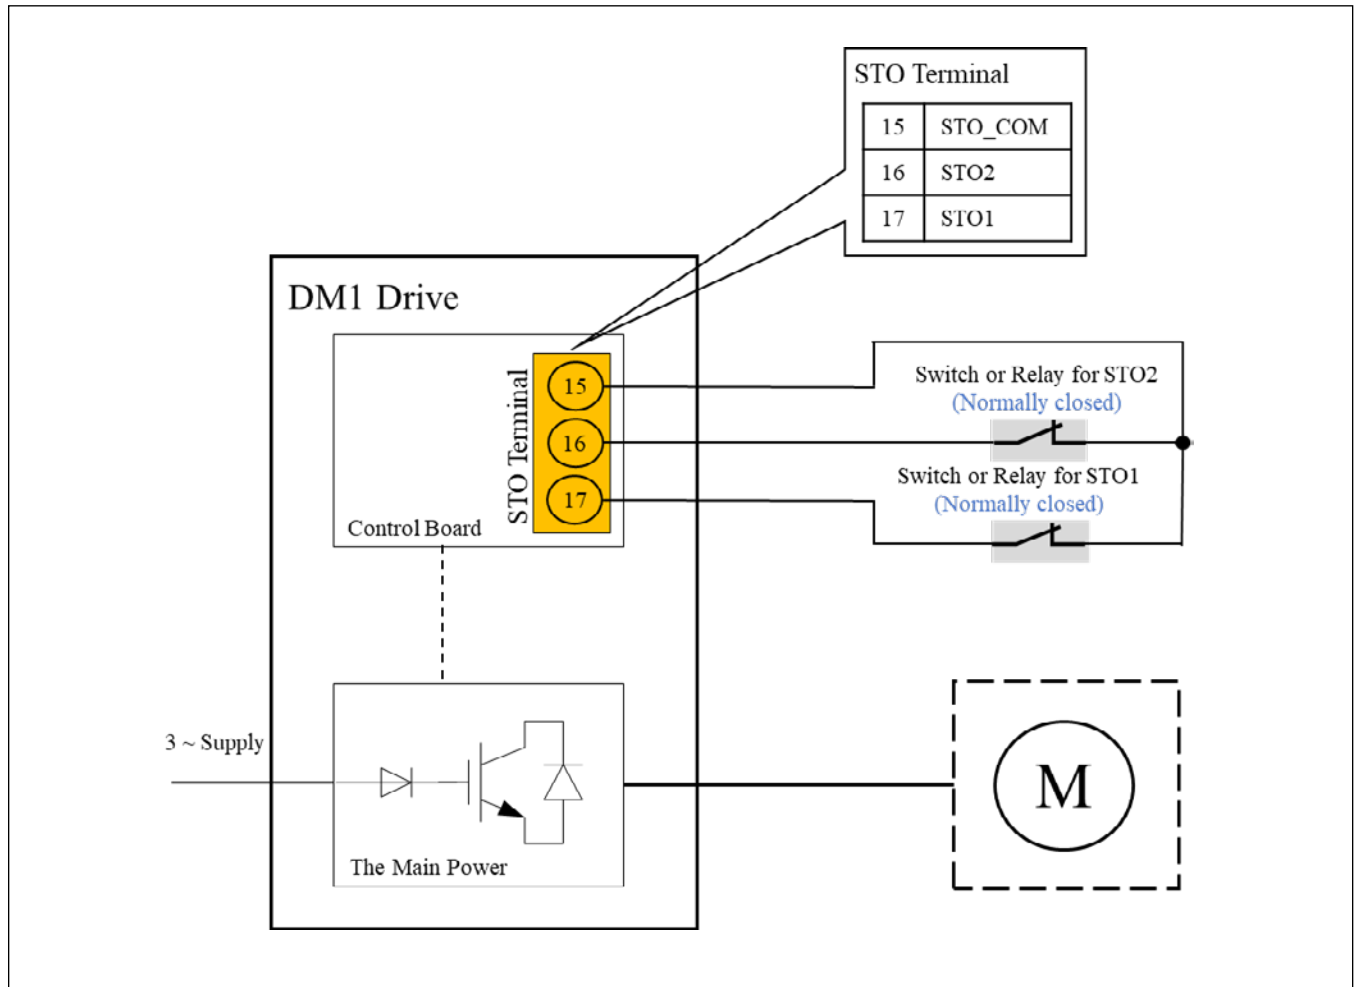 STO Terminal
15 STO_COM
16 STO2
17 STO1
DM1 Drive
STO Terminal
15
16
17
Control Board
Switch or Relay for STO2
(Normally closed)
Switch or Relay for STO1
(Normally closed)
3 ~ Supply
The Main Power
M